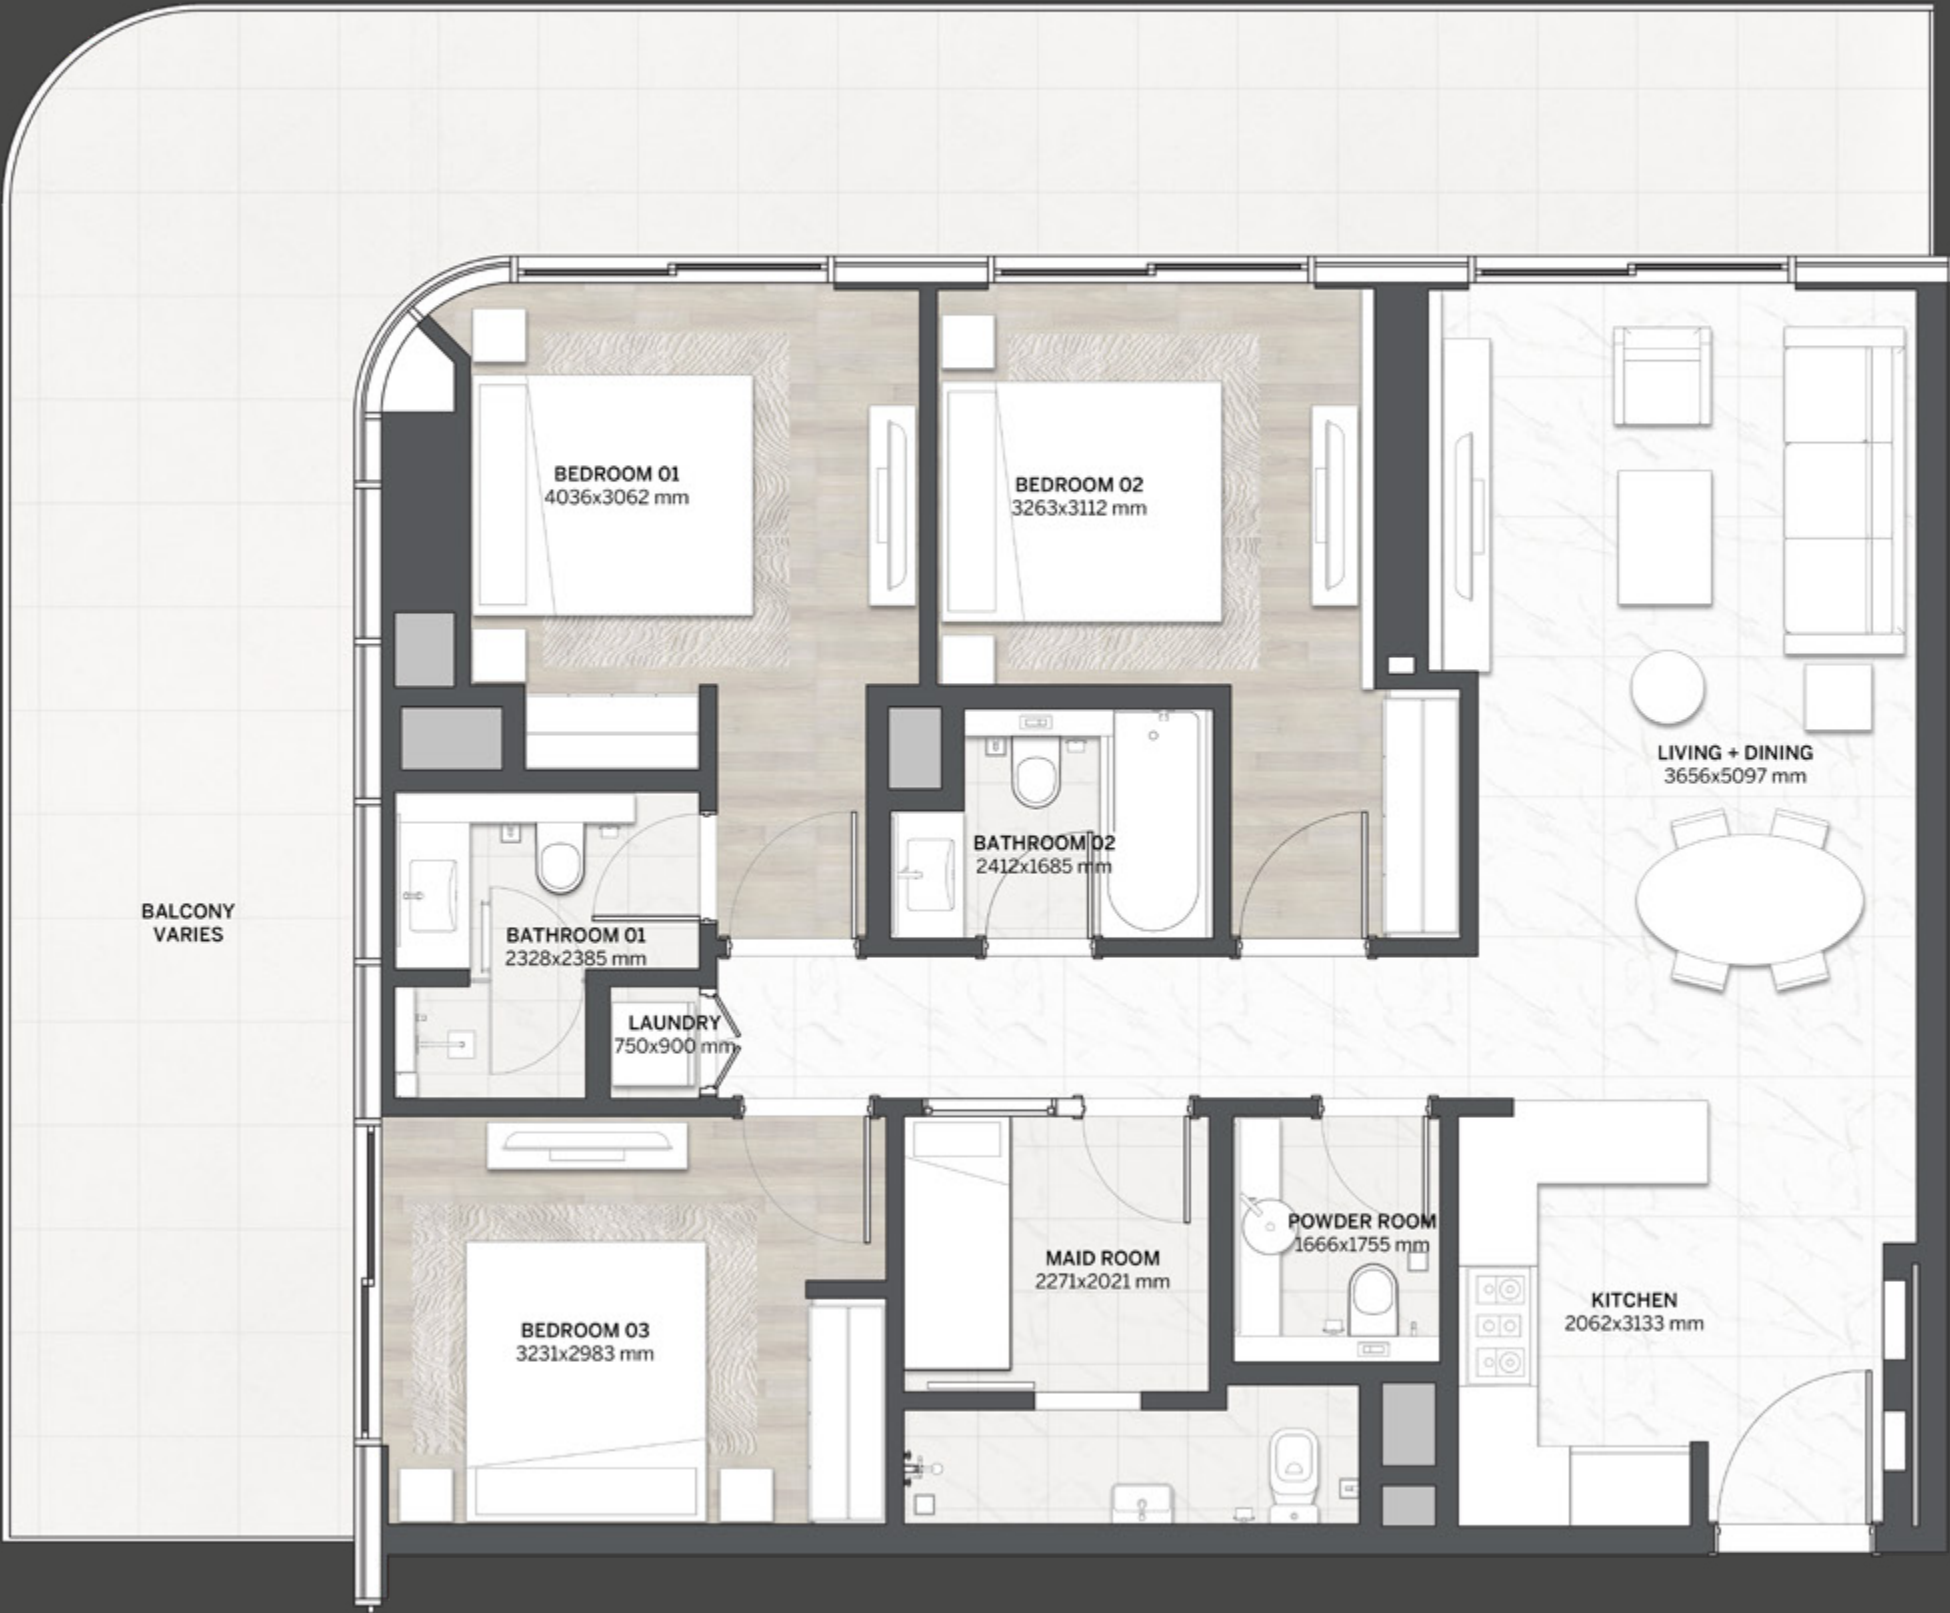 BEDROOM 01
4036x3062 mm
BEDROOM 02
3263x3112 mm
LIVING + DINING
3656x5097 mm
BATHROOM 02
2412x1685 mm
BALCONY
VARIES
BATHROOM 01
2328x2385 mm
LAUNDRY
750x900 mm
POWDER ROOM
1666x1755 mm
MAID ROOM
2271x2021 mm
KITCHEN
2062x3133 mm
BEDROOM 03
3231x2983 mm